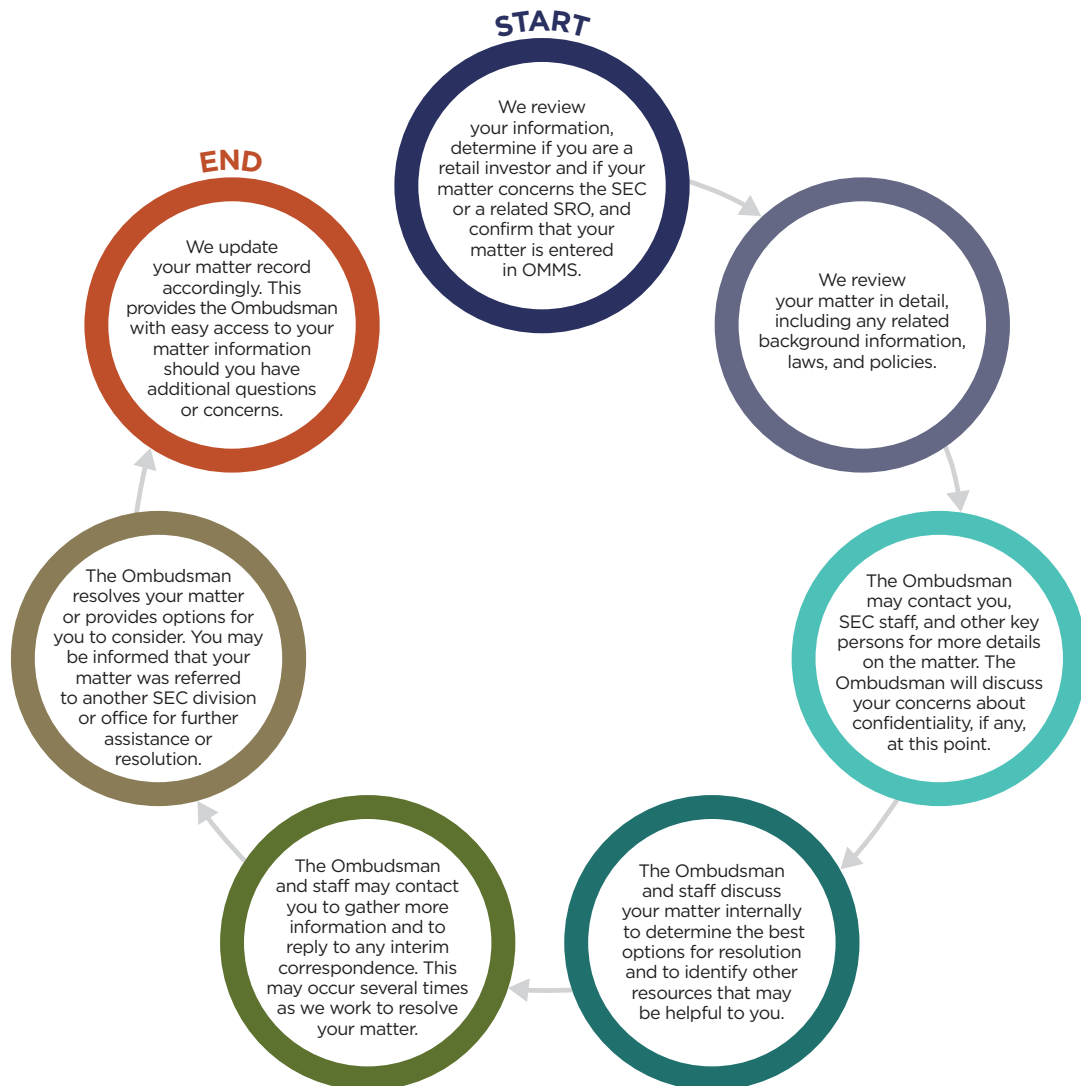 START
We review
your information,
determine if you are a
retail investor and if your
matter concerns the SEC
or a related SRO, and
confirm that your
matter is entered
in OMMS.
We review
your matter in detail,
including any related
background information,
laws, and policies.
The Ombudsman
may contact you,
SEC staff, and other key
persons for more details
on the matter. The
Ombudsman will discuss
your concerns about
confidentiality, if any,
at this point.
The Ombudsman
and staff discuss
your matter internally
to determine the best
options for resolution
and to identify other
resources that may
be helpful to you.
The Ombudsman
and staff may contact
you to gather more
information and to
reply to any interim
correspondence. This
may occur several times
as we work to resolve
your matter.
The Ombudsman
resolves your matter
or provides options for
you to consider. You may
be informed that your
matter was referred
to another SEC division
or office for further
assistance or
resolution.
END
We update
your matter record
accordingly. This
provides the Ombudsman
with easy access to your
matter information
should you have
additional questions
or concerns.